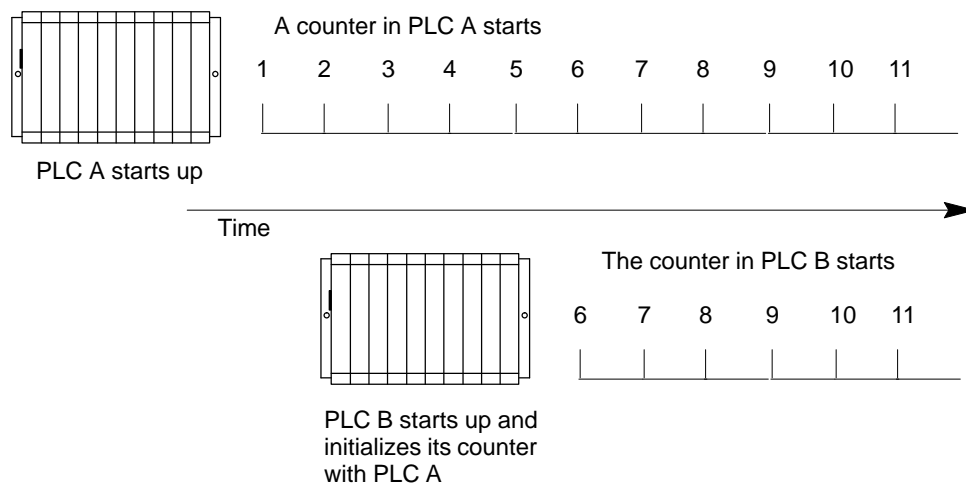 A counter in PLC A starts
1 2 3 4 5 6 7 8 9 10 11
PLC A starts up
Time
The counter in PLC B starts
6 7 8 9 10 11
PLC B starts up and
initializes its counter
with PLC A